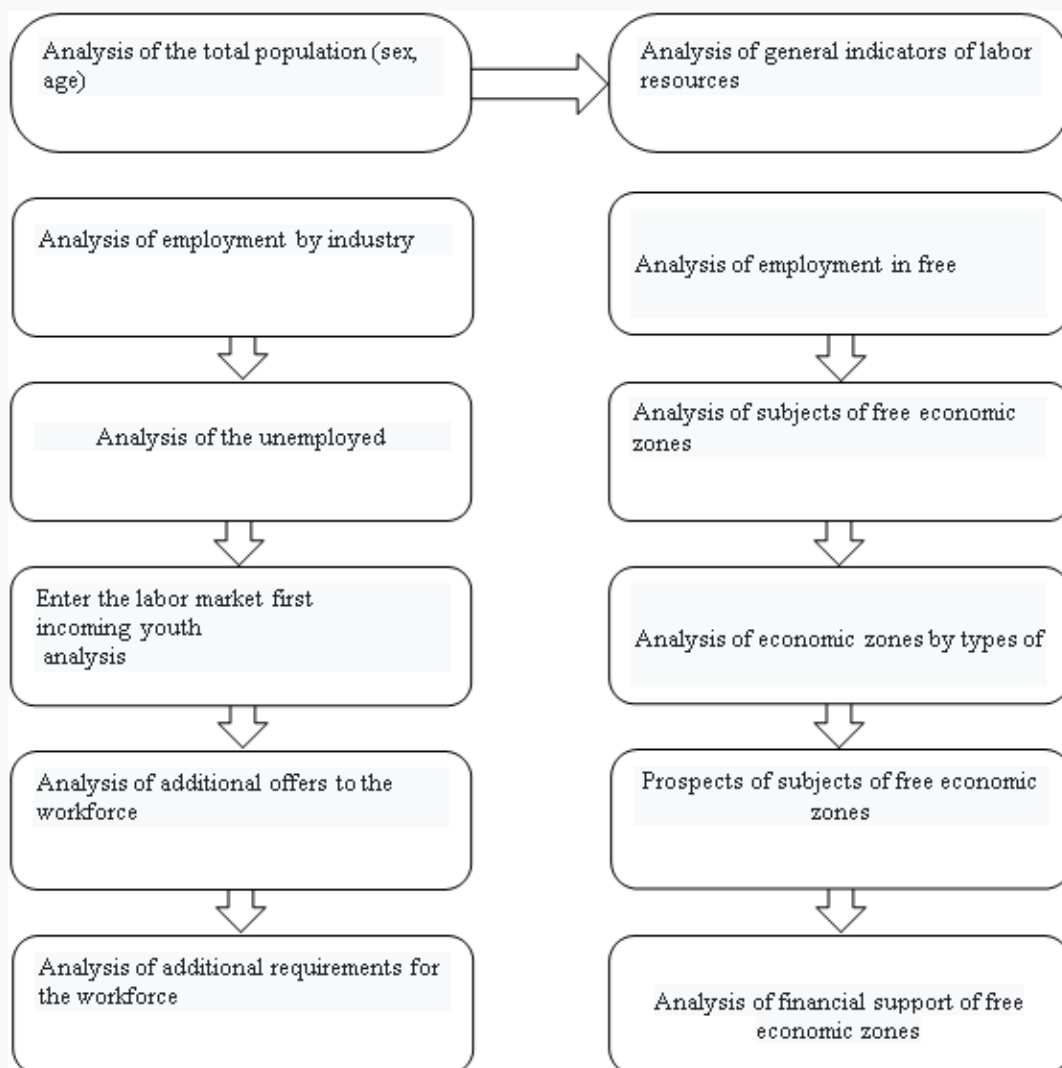 Analysis of the total population (sex,
age)
Analysis of general indicators of labor
resources
Analysis of employment by industry
Analysis of employment in free
Analysis of the unemployed
Analysis of subjects of free economic
zones
Enter the labor market first
incoming youth
analysis
Analysis of economic zones by types of
Analysis of additional offers to the
workforce
Prospects of subjects of free economic
zones
Analysis of additional requirements for
the workforce
Analysis of financial support of free
economic zones